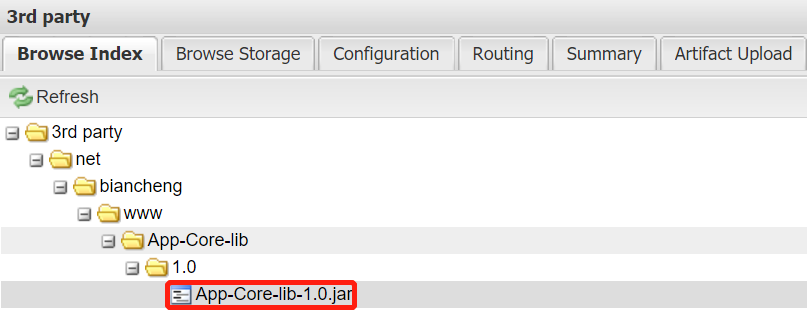 3rd party
Browse Index Browse Storage Configuration Routing Summary Artifact Upload
Refresh
3rd party
net
biancheng
www
App-Core-lib
1.0
App-Core-lib-1.0.jar